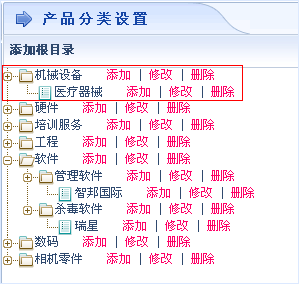 产品分类设置
添加根目录
机械设备 添加 | 修改 | 删除
医疗器械 添加 | 修改 | 删除
硬件 添加 | 修改 | 删除
培训服务 添加 | 修改 | 删除
工程 添加 | 修改 | 删除
软件 添加 | 修改 | 删除
管理软件 添加 | 修改 | 删除
智邦国际 添加 | 修改 | 删除
杀毒软件 添加 | 修改 | 删除
瑞星 添加 | 修改 | 删除
数码 添加 | 修改 | 删除
相机零件 添加 | 修改 | 删除